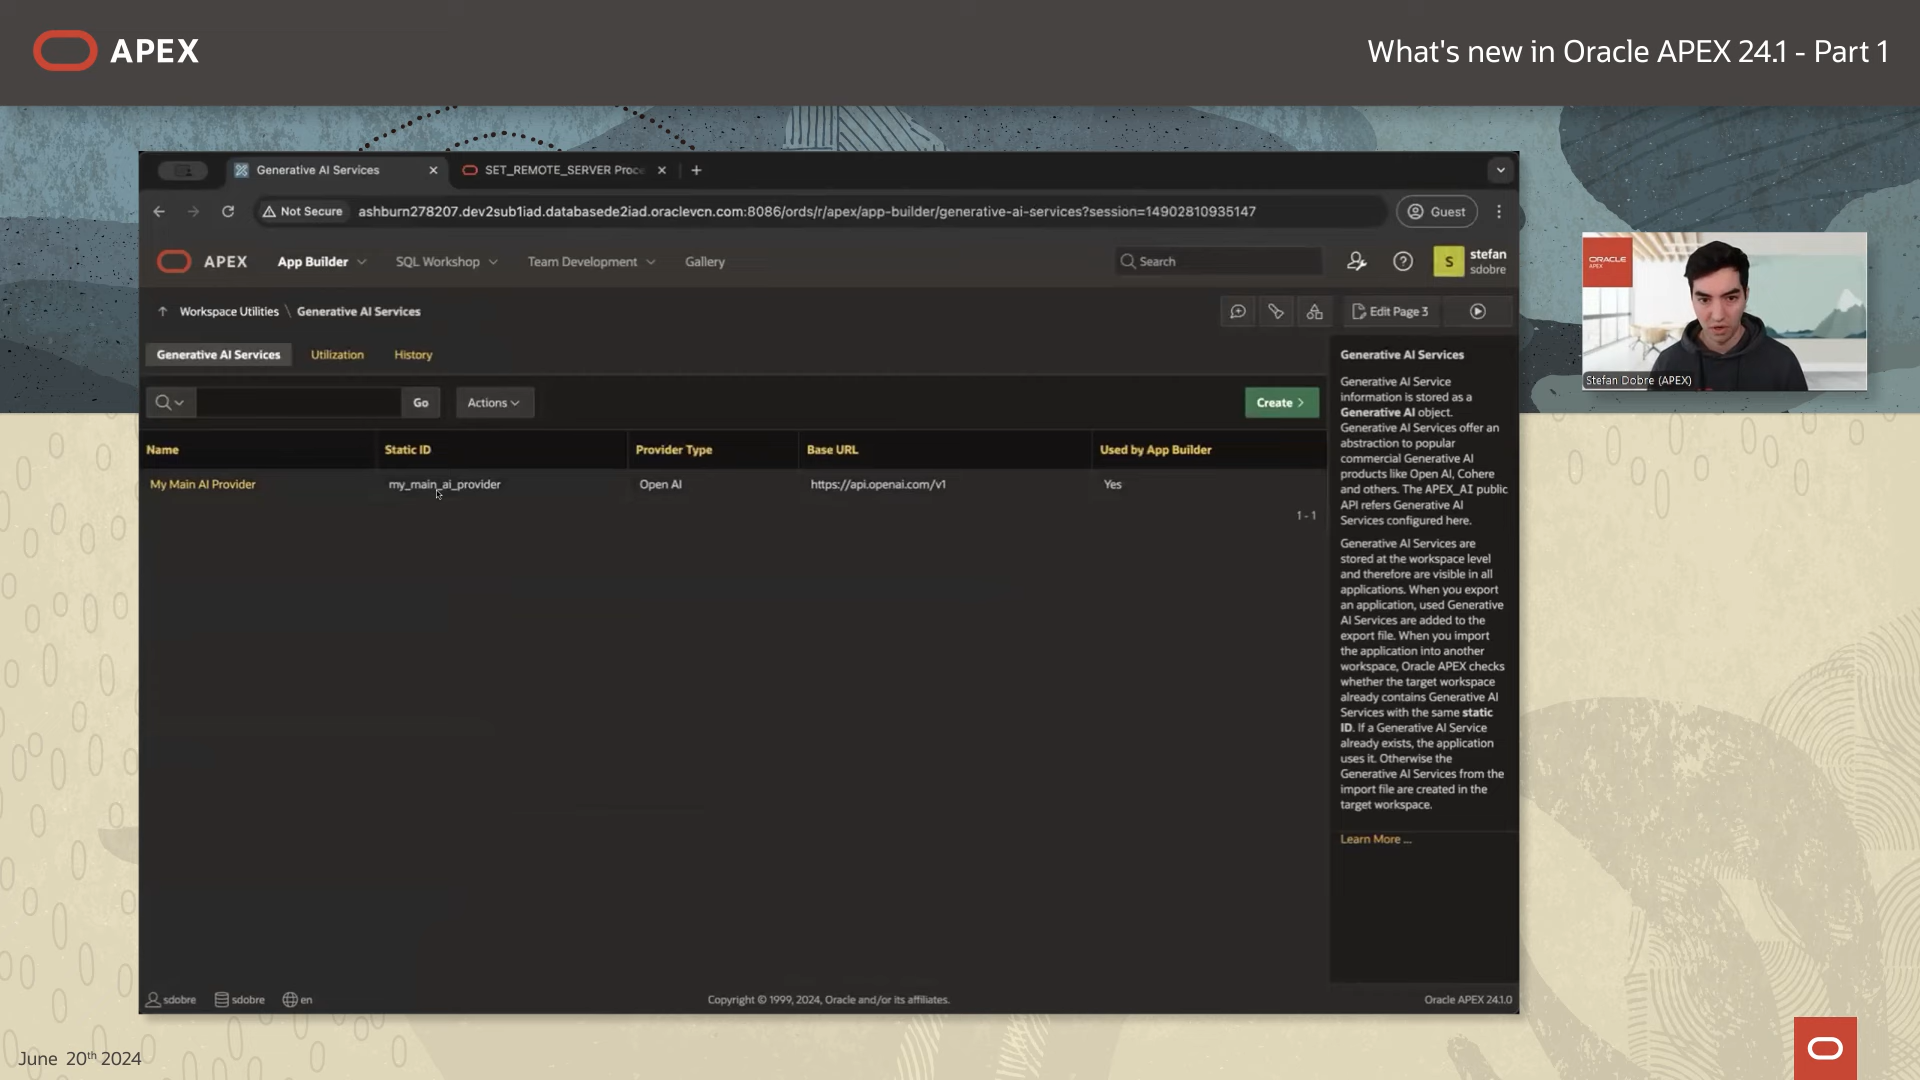 APEX
What's new in Oracle APEX 24.1 - Part 1
Generative AI Services
SET_REMOTE_SERVER Proc
Not Secure
ashburn278207.dev2sub1iad.databasede2iad.oraclevcn.com:8086/ords/r/apex/app-builder/generative-ai-services?session=14902810935147
Guest
APEX
App Builder
SQL Workshop
Team Development
Gallery
Search
S
stefan
sdobre
Workspace Utilities \ Generative AI Services
Edit Page 3
Generative AI Services
Utilization
History
Go
Actions
Create
Name
Static ID
Provider Type
Base URL
Used by App Builder
My Main AI Provider
my_main_ai_provider
Open AI
https://api.openai.com/v1
Yes
1 - 1
Generative AI Services
Generative AI Service
information is stored as a
Generative AI object.
Generative AI Services offer an
abstraction to popular
commercial Generative AI
products like Open AI, Cohere
and others. The APEX_AI public
API refers Generative AI
Services configured here.
Generative AI Services are
stored at the workspace level
and therefore are visible in all
applications. When you export
an application, used Generative
AI Services are added to the
export file. When you import
the application into another
workspace, Oracle APEX checks
whether the target workspace
already contains Generative AI
Services with the same static
ID. If a Generative AI Service
already exists, the application
uses it. Otherwise the
Generative AI Services from the
import file are created in the
target workspace.
Learn More ...
sdobre
sdobre
en
Copyright © 1999, 2024, Oracle and/or its affiliates.
Oracle APEX 24.1.0
ORACLE
APEX
Stefan Dobre (APEX)
June 20th 2024